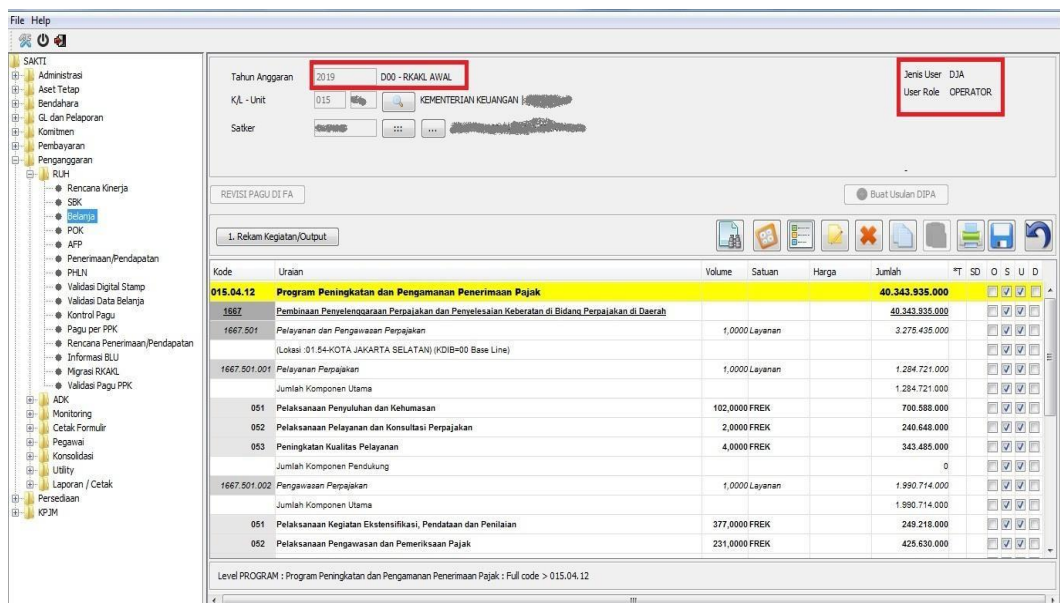 File Help
SAKTI
Administrasi
Aset Tetap
Bendahara
GL dan Pelaporan
Komitmen
Pembayaran
Penganggaran
RUH
Rencana Kinerja
SBK
Belanja
POK
AFP
Penerimaan/Pendapatan
PHLN
Validasi Digital Stamp
Validasi Data Belanja
Kontrol Pagu
Pagu per PPK
Rencana Penerimaan/Pendapatan
Informasi BLU
Migrasi RKAKL
Validasi Pagu PPK
ADK
Monitoring
Cetak Formulir
Pegawai
Konsolidasi
Utility
Laporan / Cetak
Persediaan
KPJM
Tahun Anggaran 2019 D00 - RKAKL AWAL
K/L - Unit 015 KEMENTERIAN KEUANGAN |
Satker ::: ...
Jenis User DJA
User Role OPERATOR
-
REVISI PAGU DI FA Buat Usulan DIPA
1. Rekam Kegiatan/Output
Kode Uraian Volume Satuan Harga Jumlah *T SD O S U D
015.04.12 Program Peningkatan dan Pengamanan Penerimaan Pajak 40.343.935.000
1667 Pembinaan Penyelenggaraan Perpajakan dan Penyelesaian Keberatan di Bidang Perpajakan di Daerah 40.343.935.000
1667.501 Pelayanan dan Pengawasan Perpajakan 1,0000 Layanan 3.275.435.000
(Lokasi :01.54-KOTA JAKARTA SELATAN) (KDIB=00 Base Line)
1667.501.001 Pelayanan Perpajakan 1,0000 Layanan 1.284.721.000
Jumlah Komponen Utama 1.284.721.000
051 Pelaksanaan Penyuluhan dan Kehumasan 102,0000 FREK 700.588.000
052 Pelaksanaan Pelayanan dan Konsultasi Perpajakan 2,0000 FREK 240.648.000
053 Peningkatan Kualitas Pelayanan 4,0000 FREK 343.485.000
Jumlah Komponen Pendukung 0
1667.501.002 Pengawasan Perpajakan 1,0000 Layanan 1.990.714.000
Jumlah Komponen Utama 1.990.714.000
051 Pelaksanaan Kegiatan Ekstensifikasi, Pendataan dan Penilaian 377,0000 FREK 249.218.000
052 Pelaksanaan Pengawasan dan Pemeriksaan Pajak 231,0000 FREK 425.630.000
Level PROGRAM : Program Peningkatan dan Pengamanan Penerimaan Pajak : Full code > 015.04.12